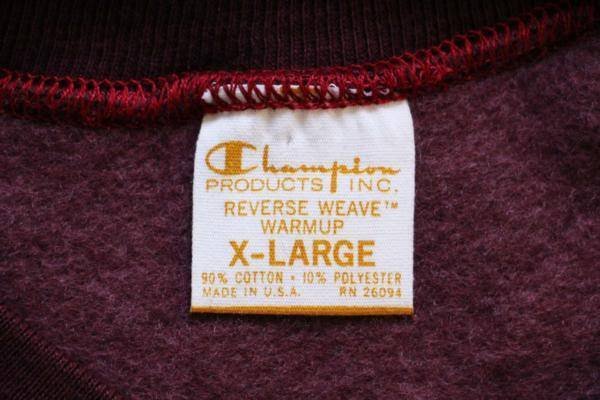 Champion
PRODUCTS INC.
REVERSE WEAVE™
WARMUP
X-LARGE
90% COTTON • 10% POLYESTER
MADE IN U.S.A. RN 26094